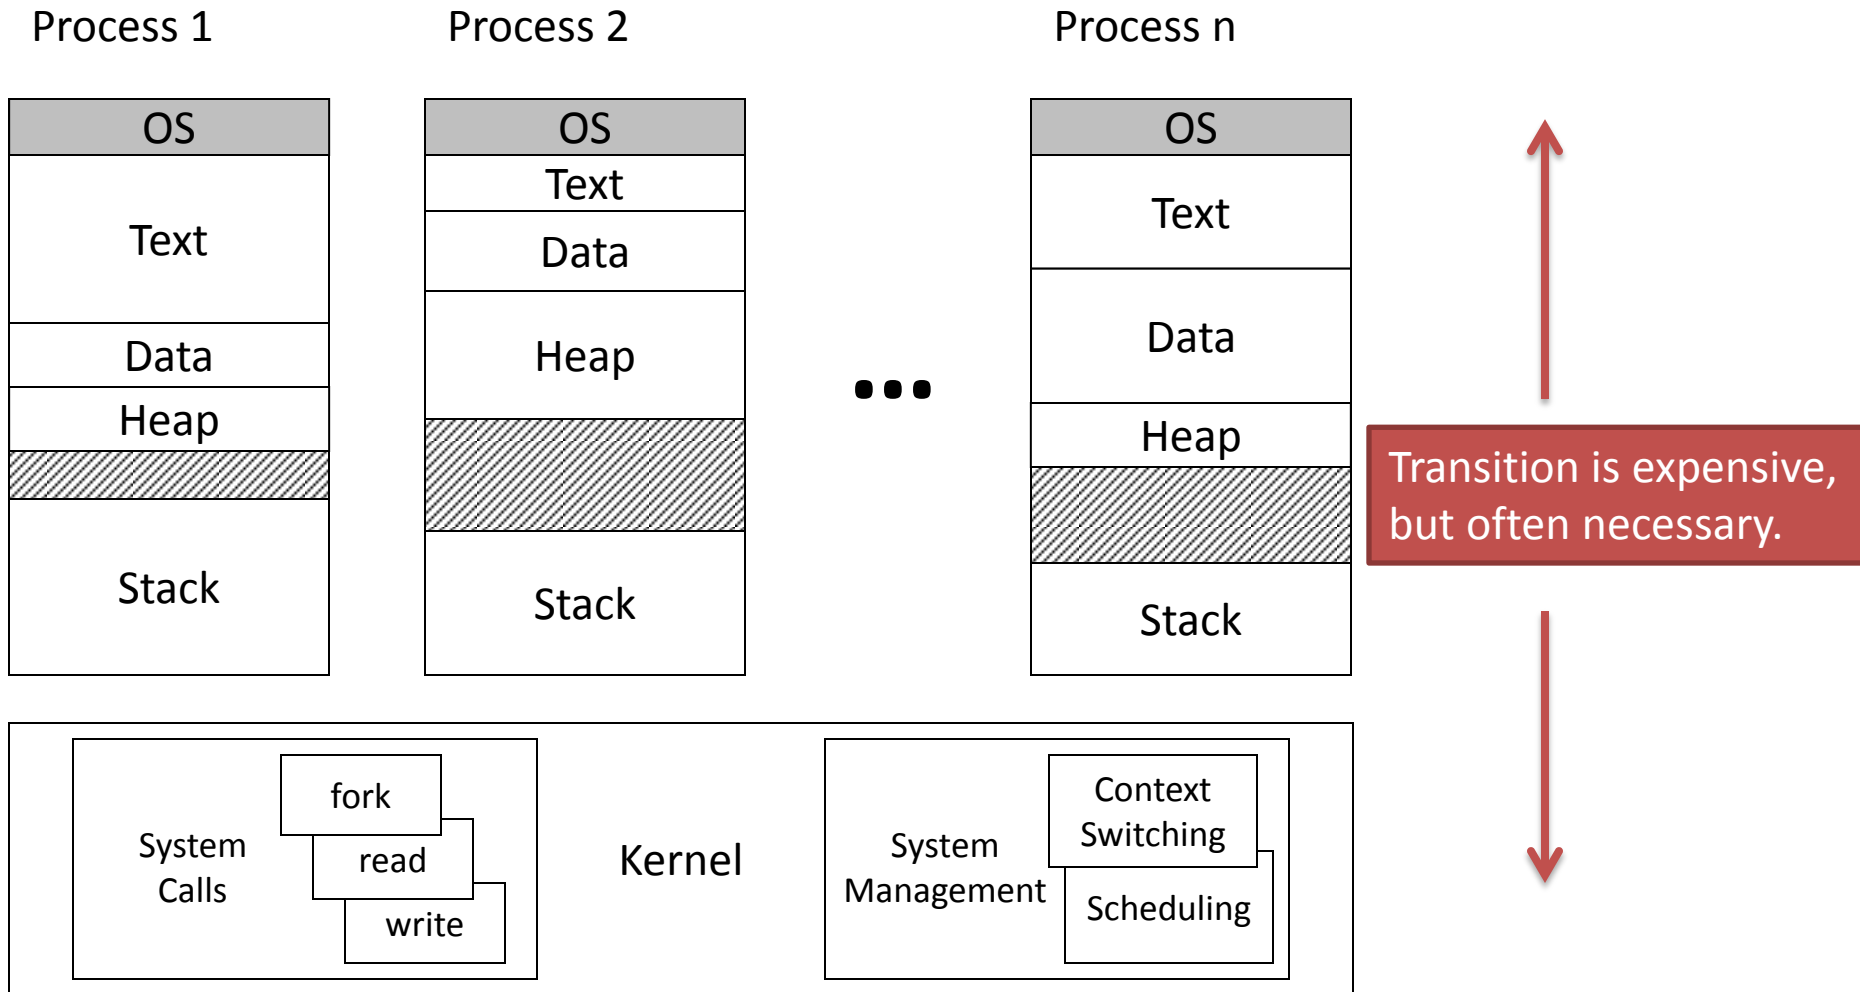 Process 1
Process 2
Process n
OS
Text
Data
Heap
Stack
OS
Text
Data
Heap
Stack
...
OS
Text
Data
Heap
Stack
Transition is expensive,
but often necessary.
System
Calls
fork
read
write
Kernel
System
Management
Context
Switching
Scheduling